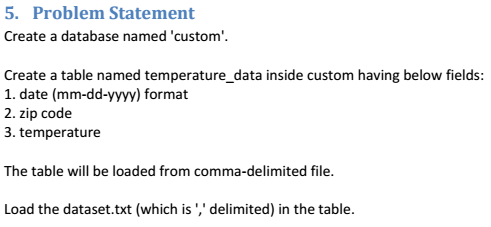 5. Problem Statement
Create a database named 'custom'.
Create a table named temperature_data inside custom having below fields:
1. date (mm-dd-yyyy) format
2. zip code
3. temperature
The table will be loaded from comma-delimited file.
Load the dataset.txt (which is ',' delimited) in the table.